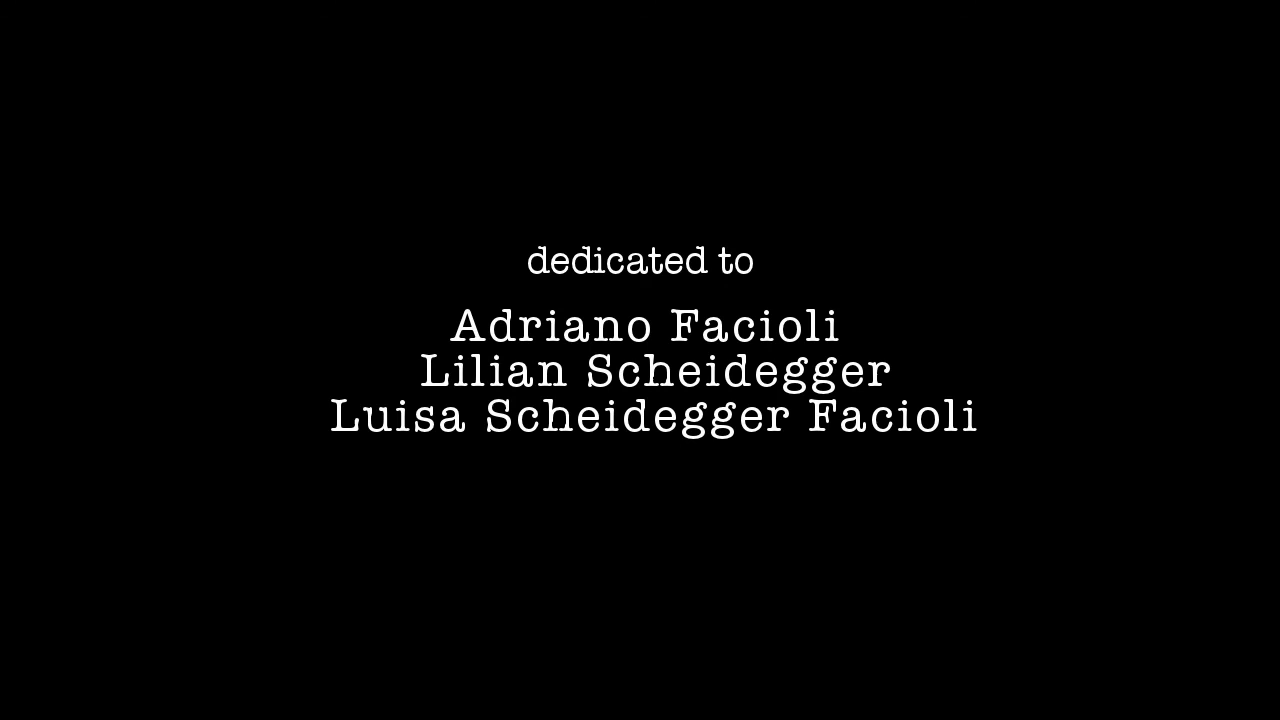 dedicated to
Adriano Facioli
Lilian Scheidegger
Luisa Scheidegger Facioli